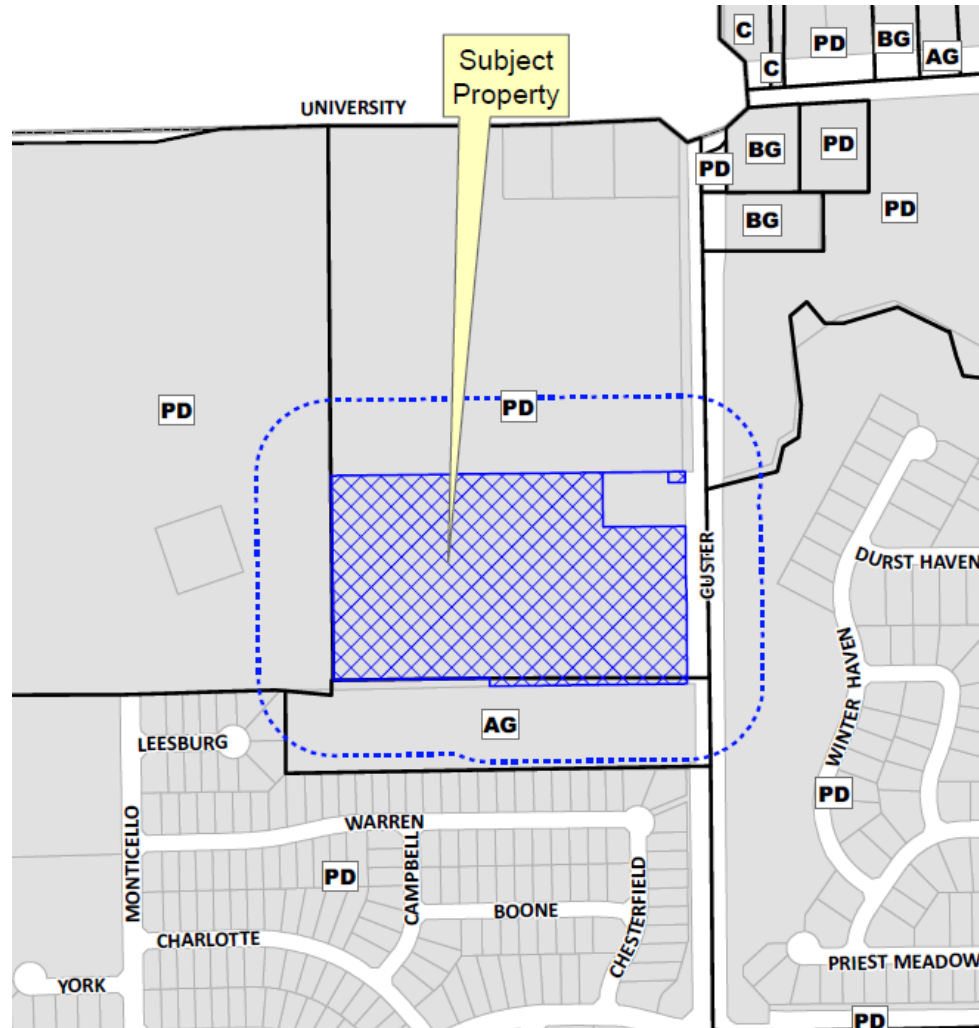 C
PD
BG
AG
C
Subject
Property
UNIVERSITY
PD
BG
PD
BG
PD
PD
PD
CUSTER
DURST HAVEN
WINTER HAVEN
AG
LEESBURG
MONTICELLO
WARREN
PD
CAMPBELL
PD
CHESTERFIELD
BOONE
CHARLOTTE
PRIEST MEADOW
YORK
PD